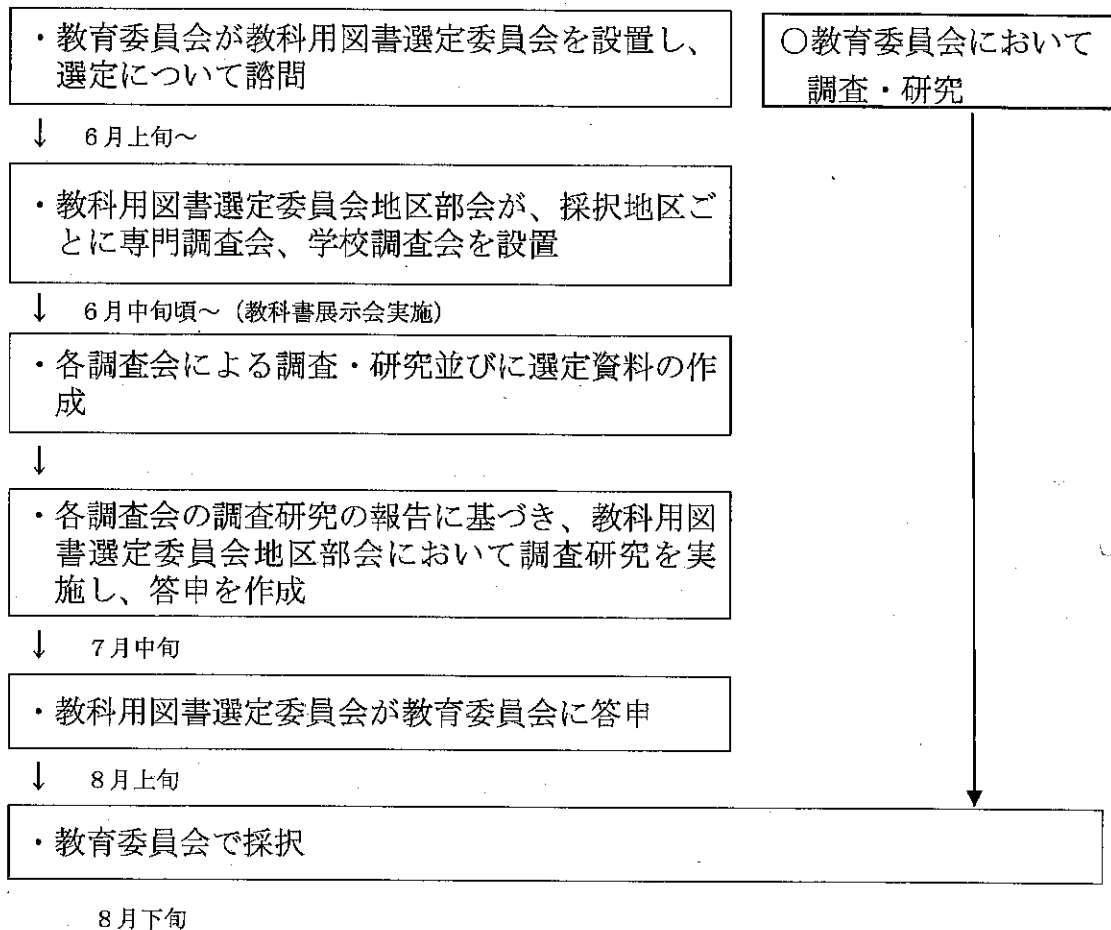 ・教育委員会が教科用図書選定委員会を設置し、
選定について諮問
○教育委員会において
調査・研究
↓ 6月上旬~
・教科用図書選定委員会地区部会が、採択地区ご
とに専門調査会、学校調査会を設置
↓ 6月中旬頃~(教科書展示会実施)
・各調査会による調査・研究並びに選定資料の作
成
↓
・各調査会の調査研究の報告に基づき、教科用図
書選定委員会地区部会において調査研究を実
施し、答申を作成
↓ 7月中旬
・教科用図書選定委員会が教育委員会に答申
↓ 8月上旬
・教育委員会で採択
8月下旬